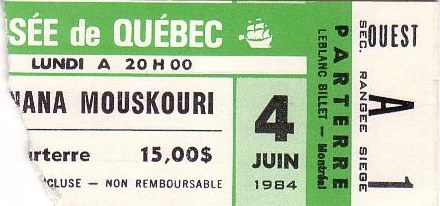 SÉE de QUÉBEC
LUNDI A 20H00
NANA MOUSKOURI
rterre 15,00$
CLUSE - NON REMBOURSABLE
4
JUIN
1984
PARTERRE
LEBLANC BILLET - Montréal
OUEST
SEC. RANGEE SIEGE
A
1